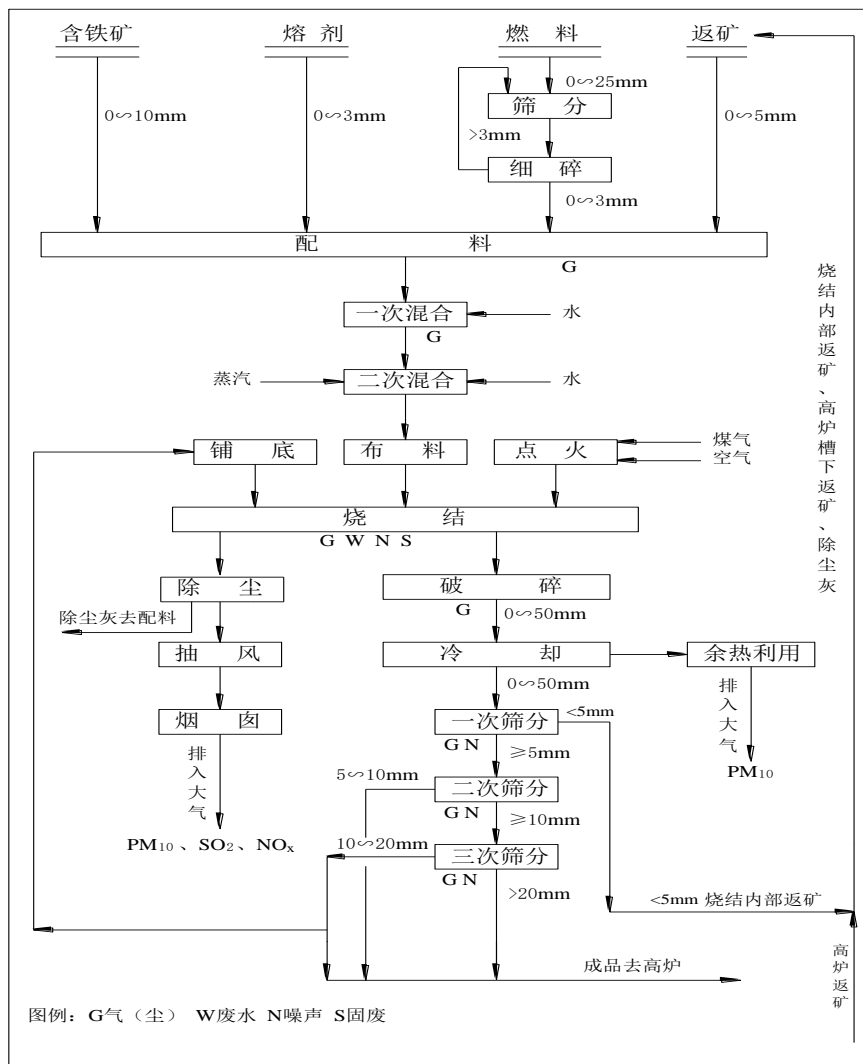 含铁矿 熔 剂 燃 料 返矿
0∽25mm
0∽10mm 0∽3mm 筛 分 0∽5mm
>3mm
细 碎
0∽3mm
配 料
G
一次混合 水
G
蒸汽 二次混合 水
铺 底 布 料 点 火 煤气
空气
烧 结
G W N S
除 尘 破 碎
除尘灰去配料 G 0∽50mm
抽 风 冷 却 余热利用
0∽50mm
排入大气
PM10
烟 囱 一次筛分 <5mm
GN ≥5mm
排入大气
5∽10mm 二次筛分
GN ≥10mm
PM10、SO2、NOx 10∽20mm 三次筛分
GN
>20mm
<5mm 烧结内部返矿
成品去高炉
烧结内部返矿、高炉槽下返矿、除尘灰
高炉返矿
图例：G气（尘） W废水 N噪声 S固废